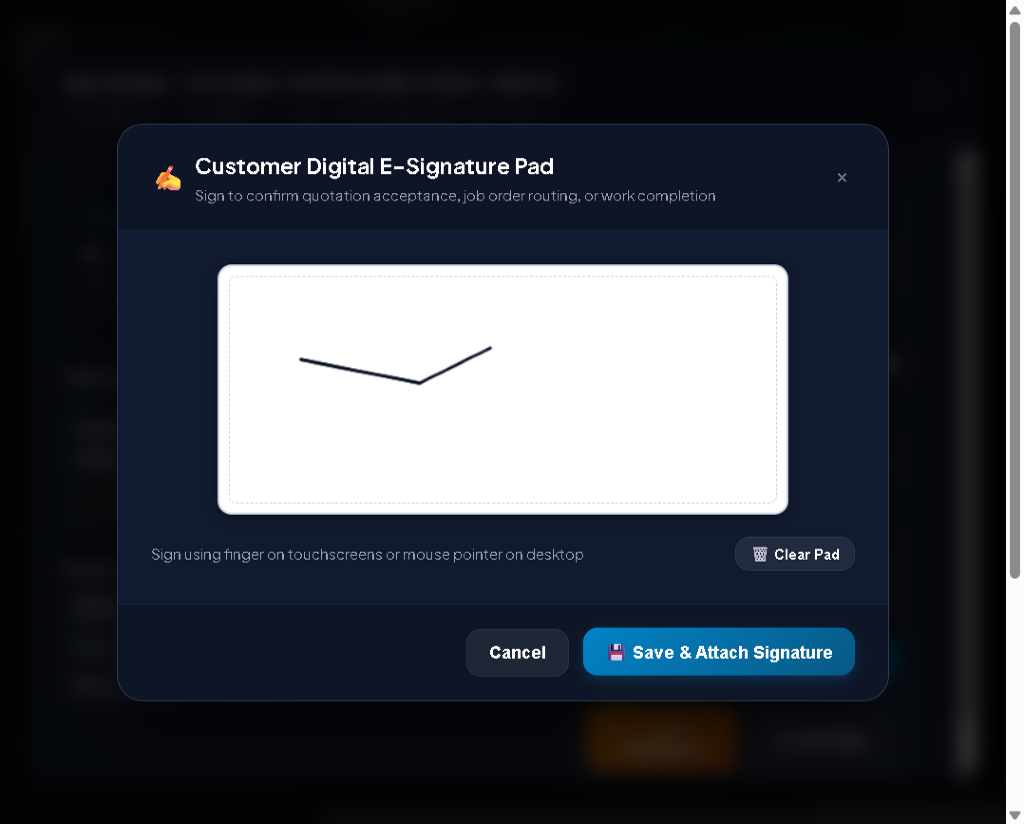 Customer Digital E-Signature Pad
Sign to confirm quotation acceptance, job order routing, or work completion
×
Sign using finger on touchscreens or mouse pointer on desktop
Clear Pad
Cancel
Save & Attach Signature